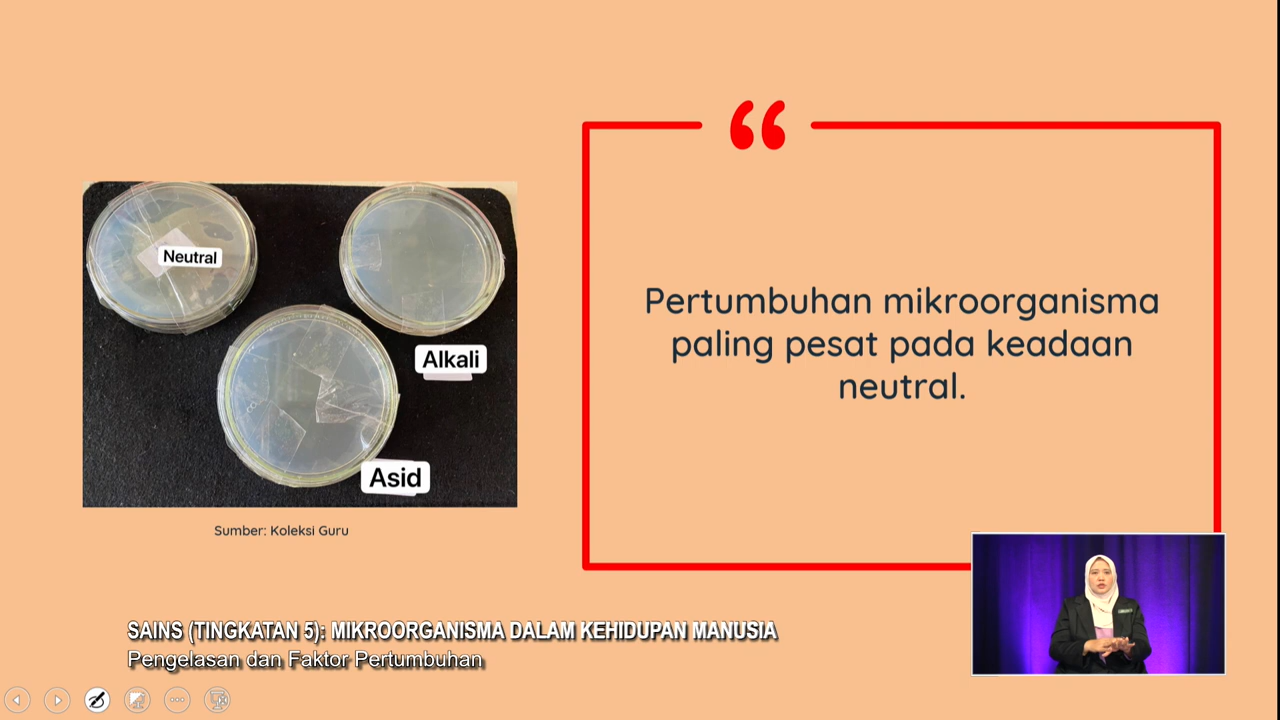 Neutral
Alkali
Asid
Sumber: Koleksi Guru
“
Pertumbuhan mikroorganisma
paling pesat pada keadaan
neutral.
SAINS (TINGKATAN 5): MIKROORGANISMA DALAM KEHIDUPAN MANUSIA
Pengelasan dan Faktor Pertumbuhan